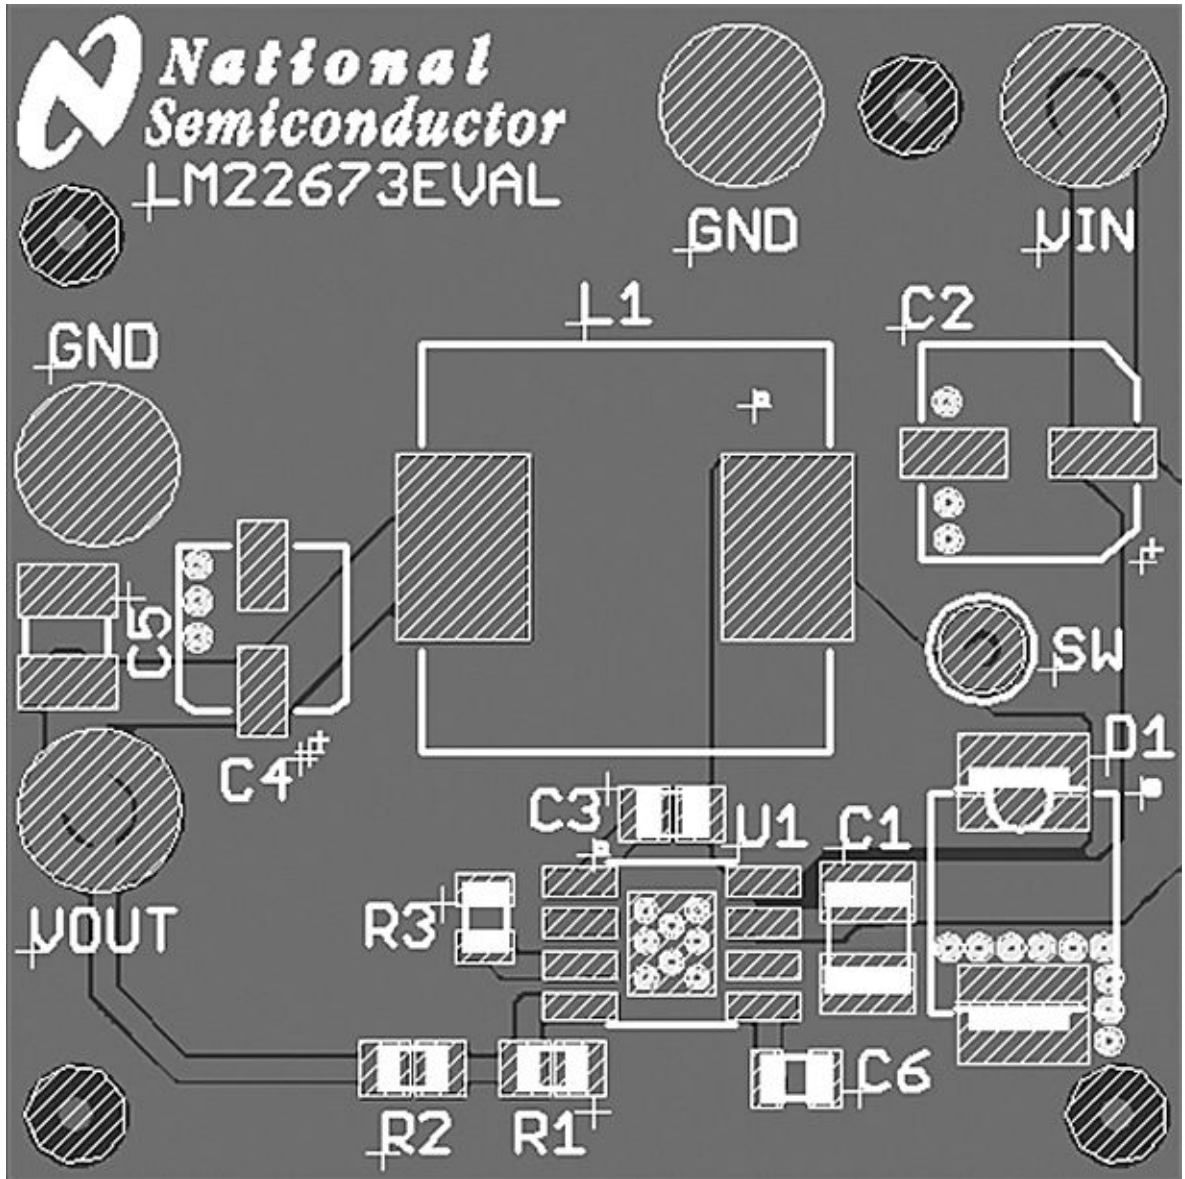 National
Semiconductor
LM22673EVAL
GND
VIN
L1
C2
GND
C5
SW
D1
C4
C3
U1
C1
R3
VOUT
C6
R2
R1